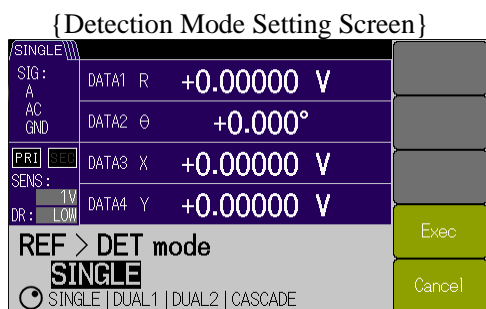 {Detection Mode Setting Screen}
SINGLE
SIG:
A
AC
GND
DATA1 R +0.00000 V
DATA2 θ +0.000°
PRI SEC
SENS:
1V
DR: LOW
DATA3 X +0.00000 V
DATA4 Y +0.00000 V
REF > DET mode
SINGLE
SINGLE | DUAL1 | DUAL2 | CASCADE
Exec
Cancel